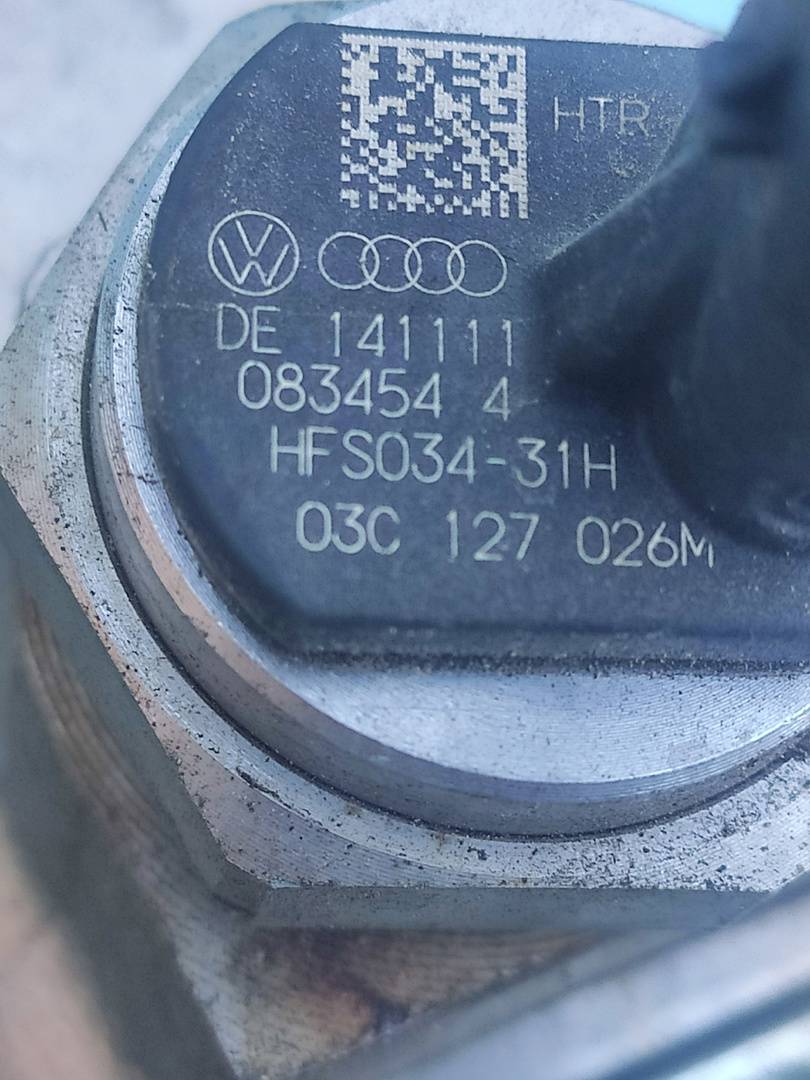 HTR
DE 141111
083454 4
HFS034-31H
03C 127 026M